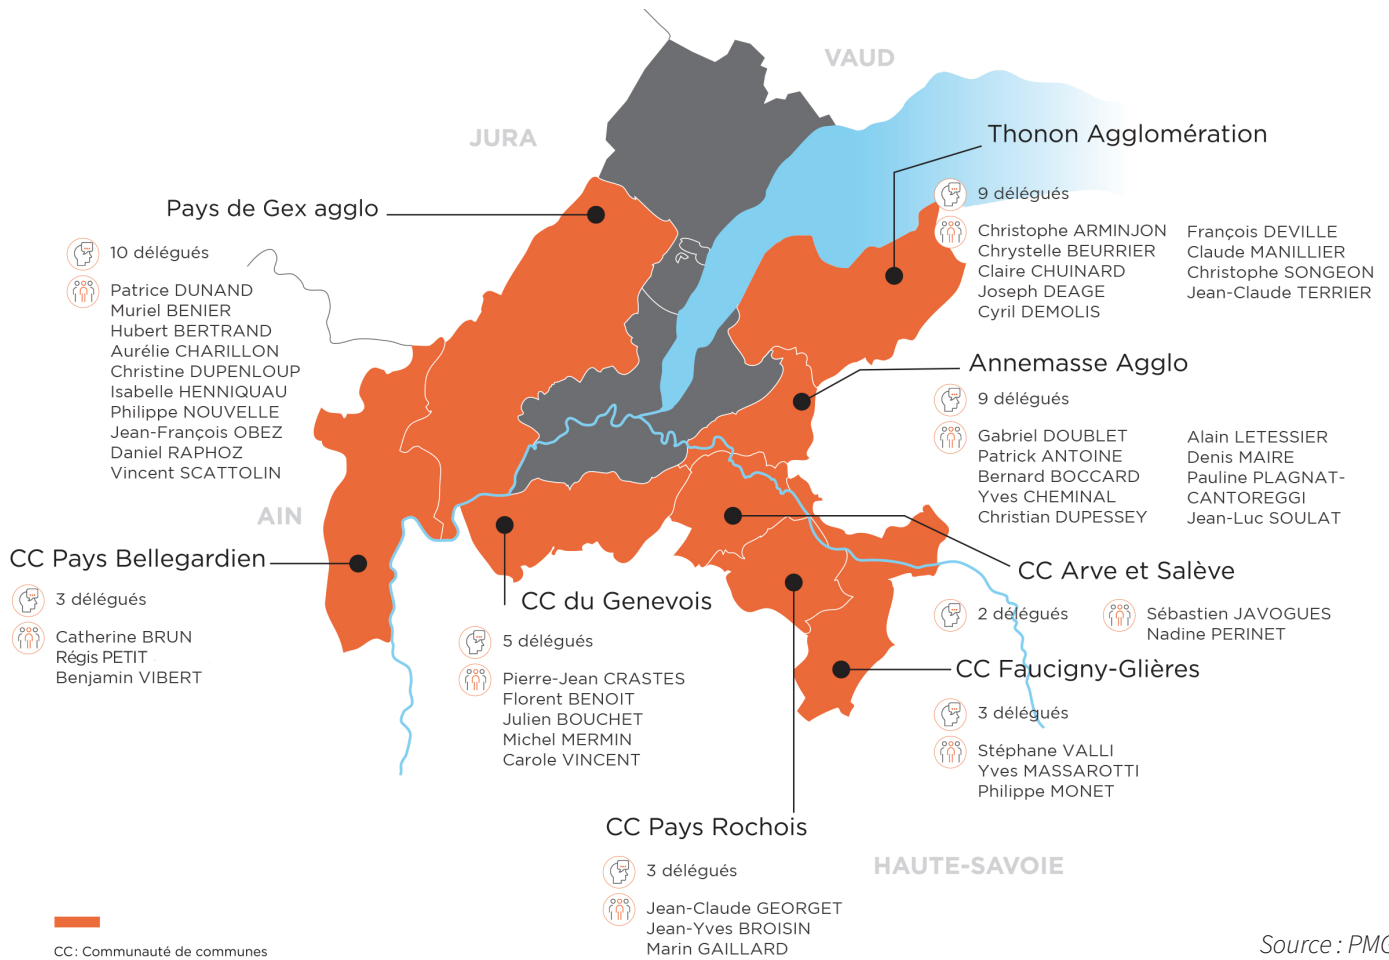 VAUD
JURA
Thonon Agglomération
9 délégués
Christophe ARMINJON
Chrystelle BEURRIER
Claire CHUINARD
Joseph DEAGE
Cyril DEMOLIS
François DEVILLE
Claude MANILLIER
Christophe SONGEON
Jean-Claude TERRIER
Pays de Gex agglo
10 délégués
Patrice DUNAND
Muriel BENIER
Hubert BERTRAND
Aurélie CHARILLON
Christine DUPENLOUP
Isabelle HENNIQUAU
Philippe NOUVELLE
Jean-François OBEZ
Daniel RAPHOZ
Vincent SCATTOLIN
Annemasse Agglo
9 délégués
Gabriel DOUBLET
Patrick ANTOINE
Bernard BOCCARD
Yves CHEMINAL
Christian DUPESSEY
Alain LETESSIER
Denis MAIRE
Pauline PLAGNAT-
CANTOREGGI
Jean-Luc SOULAT
AIN
CC Pays Bellegardien
3 délégués
Catherine BRUN
Régis PETIT
Benjamin VIBERT
CC du Genevois
5 délégués
Pierre-Jean CRASTES
Florent BENOIT
Julien BOUCHET
Michel MERMIN
Carole VINCENT
CC Arve et Salève
2 délégués
Sébastien JAVOGUES
Nadine PERINET
CC Faucigny-Glières
3 délégués
Stéphane VALLI
Yves MASSAROTTI
Philippe MONET
CC Pays Rochois
3 délégués
Jean-Claude GEORGET
Jean-Yves BROISIN
Marin GAILLARD
HAUTE-SAVOIE
CC : Communauté de communes
Source : PMG